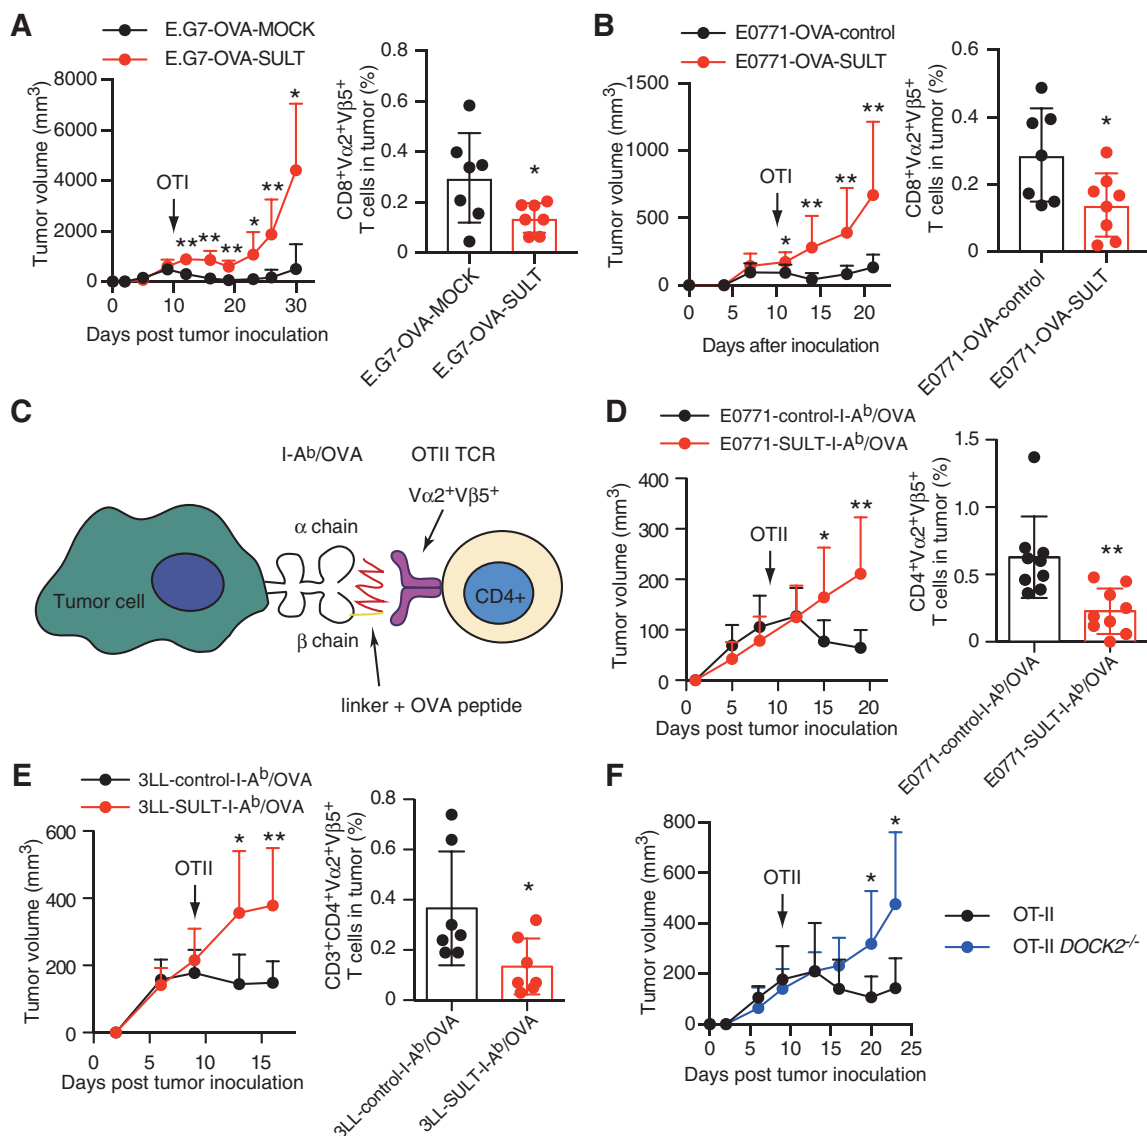 A
E.G7-OVA-MOCK
E.G7-OVA-SULT
Tumor volume (mm³)
8000
6000
4000
2000
0
OTI
**
**
**
*
**
*
0 10 20 30
Days post tumor inoculation
CD8⁺Vα2⁺Vβ5⁺
T cells in tumor (%)
0.8
0.6
0.4
0.2
0
*
E.G7-OVA-MOCK
E.G7-OVA-SULT
B
E0771-OVA-control
E0771-OVA-SULT
Tumor volume (mm³)
1500
1000
500
0
OTI
*
**
**
**
0 5 10 15 20
Days after inoculation
CD8⁺Vα2⁺Vβ5⁺
T cells in tumor (%)
0.6
0.4
0.2
0
*
E0771-OVA-control
E0771-OVA-SULT
C
I-Aᵇ/OVA
OTII TCR
Vα2⁺Vβ5⁺
α chain
Tumor cell
CD4+
β chain
linker + OVA peptide
D
E0771-control-I-Aᵇ/OVA
E0771-SULT-I-Aᵇ/OVA
Tumor volume (mm³)
400
300
200
100
0
OTII
*
**
0 5 10 15 20
Days post tumor inoculation
CD4⁺Vα2⁺Vβ5⁺
T cells in tumor (%)
1.5
1.0
0.5
0
**
E0771-control-I-Aᵇ/OVA
E0771-SULT-I-Aᵇ/OVA
E
3LL-control-I-Aᵇ/OVA
3LL-SULT-I-Aᵇ/OVA
Tumor volume (mm³)
600
400
200
0
OTII
*
**
0 5 10 15
Days post tumor inoculation
CD3⁺CD4⁺Vα2⁺Vβ5⁺
T cells in tumor (%)
0.8
0.6
0.4
0.2
0
*
3LL-control-I-Aᵇ/OVA
3LL-SULT-I-Aᵇ/OVA
F
Tumor volume (mm³)
800
600
400
200
0
OTII
*
*
0 5 10 15 20 25
Days post tumor inoculation
OT-II
OT-II DOCK2⁻/⁻